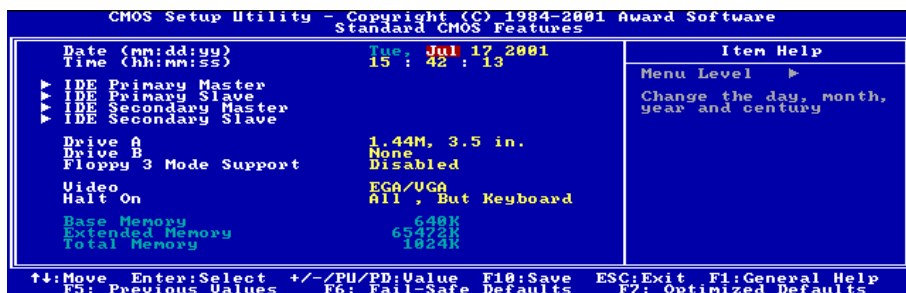 CMOS Setup Utility - Copyright (C) 1984-2001 Award Software
Standard CMOS Features
Date (mm:dd:yy) Tue, Jul 17 2001
Time (hh:mm:ss) 15 : 42 : 13
► IDE Primary Master
► IDE Primary Slave
► IDE Secondary Master
► IDE Secondary Slave
Drive A 1.44M, 3.5 in.
Drive B None
Floppy 3 Mode Support Disabled
Video EGA/VGA
Halt On All , But Keyboard
Base Memory 640K
Extended Memory 65472K
Total Memory 1024K
Item Help
Menu Level ►
Change the day, month,
year and century
↑↓:Move Enter:Select +/-/PU/PD:Value F10:Save ESC:Exit F1:General Help
F5: Previous Values F6: Fail-Safe Defaults F7: Optimized Defaults